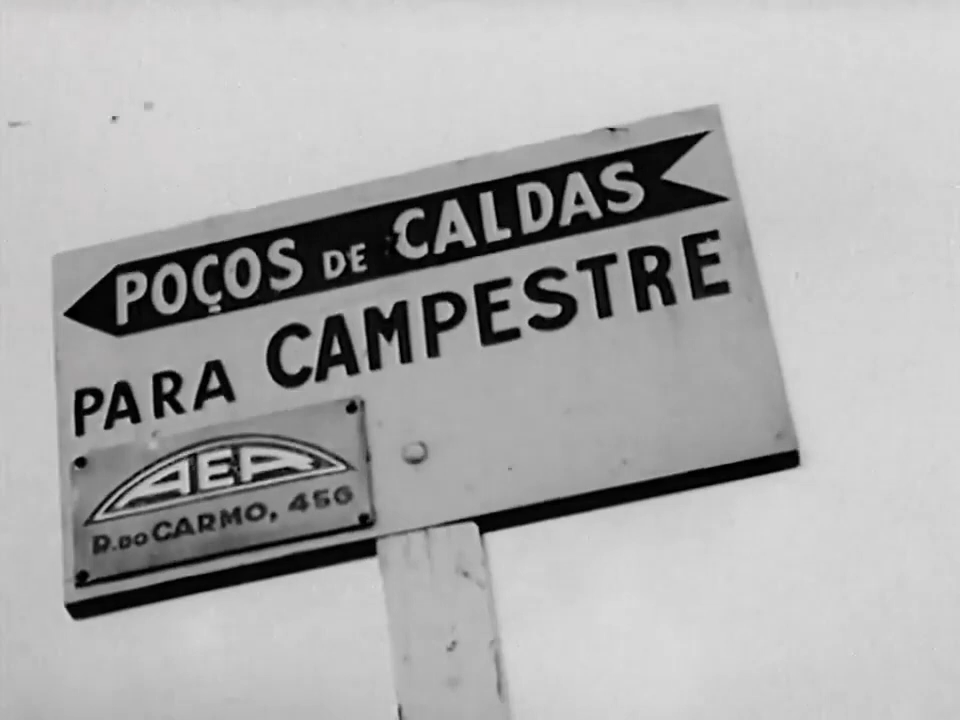 POÇOS DE CALDAS
PARA CAMPESTRE
AEA
R. DO CARMO, 456